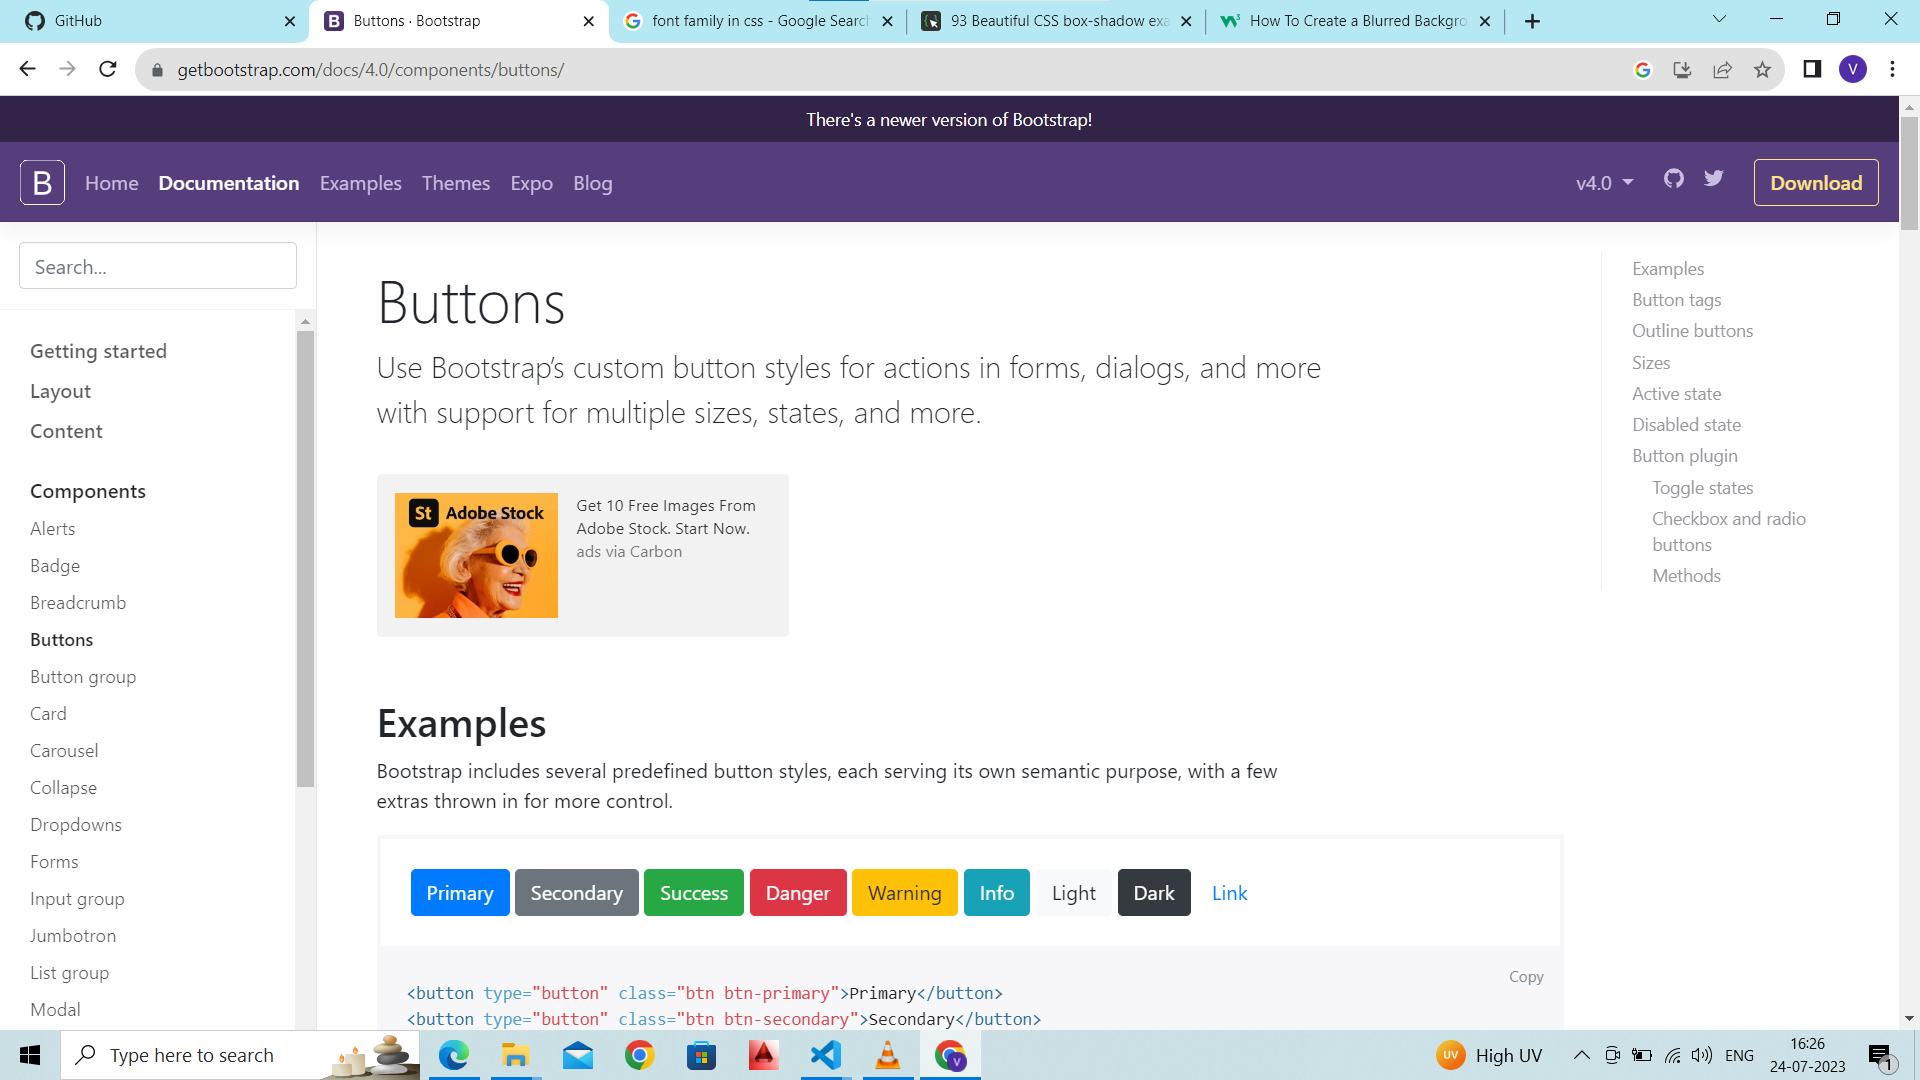 GitHub
Buttons · Bootstrap
font family in css - Google Search
93 Beautiful CSS box-shadow exa
How To Create a Blurred Backgro
getbootstrap.com/docs/4.0/components/buttons/
V
There's a newer version of Bootstrap!
B
Home
Documentation
Examples
Themes
Expo
Blog
v4.0
Download
Search...
Getting started
Layout
Content
Components
Alerts
Badge
Breadcrumb
Buttons
Button group
Card
Carousel
Collapse
Dropdowns
Forms
Input group
Jumbotron
List group
Modal
Buttons
Use Bootstrap’s custom button styles for actions in forms, dialogs, and more
with support for multiple sizes, states, and more.
St Adobe Stock
Get 10 Free Images From
Adobe Stock. Start Now.
ads via Carbon
Examples
Bootstrap includes several predefined button styles, each serving its own semantic purpose, with a few
extras thrown in for more control.
Primary
Secondary
Success
Danger
Warning
Info
Light
Dark
Link
Copy
<button type="button" class="btn btn-primary">Primary</button>
<button type="button" class="btn btn-secondary">Secondary</button>
Examples
Button tags
Outline buttons
Sizes
Active state
Disabled state
Button plugin
Toggle states
Checkbox and radio
buttons
Methods
Type here to search
UV
High UV
ENG
16:26
24-07-2023
1